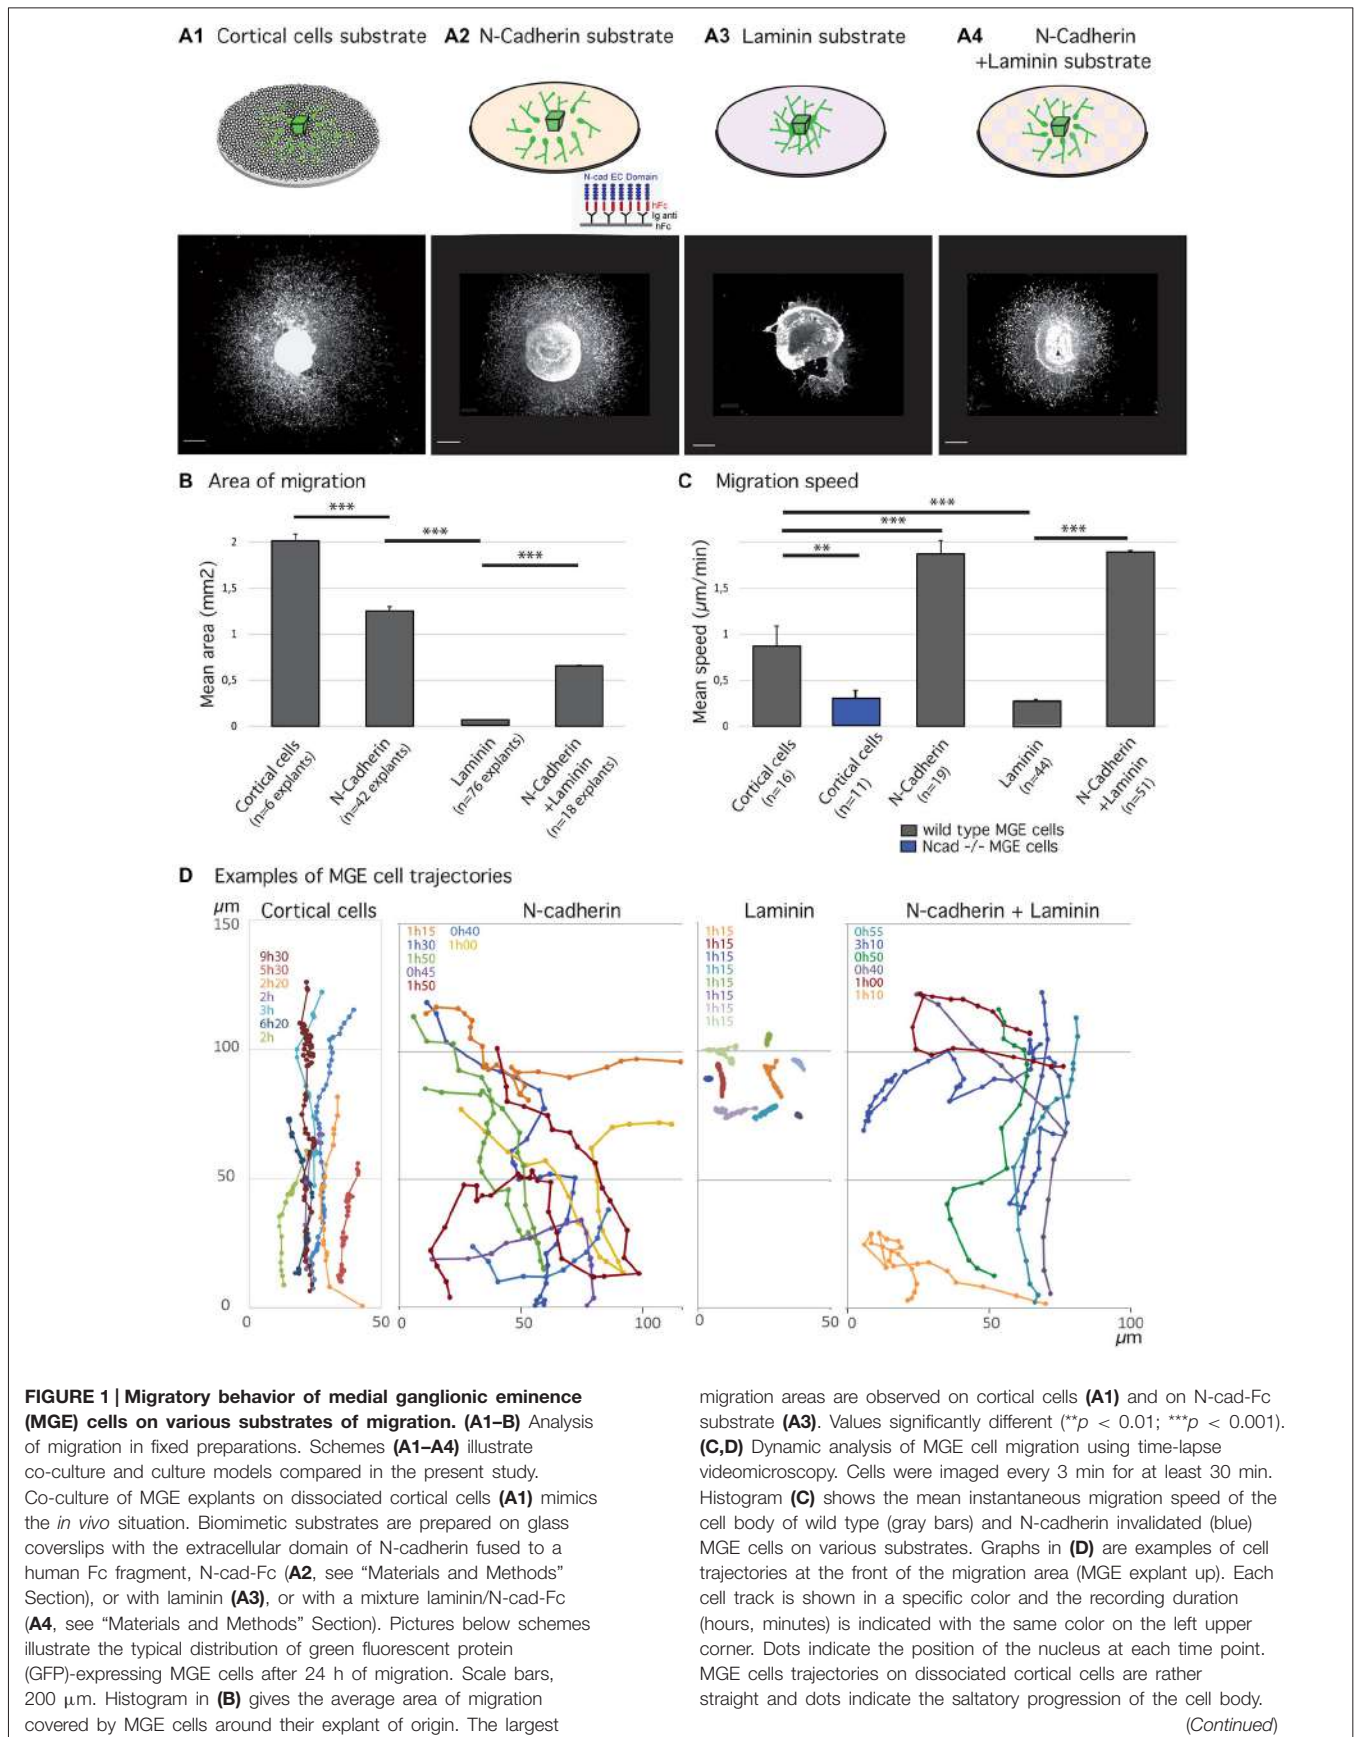 A1 Cortical cells substrate
A2 N-Cadherin substrate
A3 Laminin substrate
A4 N-Cadherin
+Laminin substrate
N-cad EC Domain
hFc
Ig anti
hFc
B Area of migration
***
***
***
Mean area (mm2)
2
1,5
1
0,5
0
Cortical cells
(n=6 explants)
N-Cadherin
(n=42 explants)
Laminin
(n=76 explants)
N-Cadherin
+Laminin
(n=18 explants)
C Migration speed
***
***
***
**
Mean speed (µm/min)
1,5
1
0,5
0
Cortical cells
(n=16)
Cortical cells
(n=11)
N-Cadherin
(n=19)
Laminin
(n=44)
N-Cadherin
+Laminin
(n=51)
wild type MGE cells
Ncad -/- MGE cells
D Examples of MGE cell trajectories
µm
150
100
50
0
Cortical cells
9h30
5h30
2h20
2h
3h
6h20
2h
0
50
N-cadherin
1h15 0h40
1h30 1h00
1h50
0h45
1h50
0
50
100
Laminin
1h15
1h15
1h15
1h15
1h15
1h15
1h15
1h15
0
50
N-cadherin + Laminin
0h55
3h10
0h50
0h40
1h00
1h10
0
50
100
µm
FIGURE 1 | Migratory behavior of medial ganglionic eminence
(MGE) cells on various substrates of migration. (A1–B) Analysis
of migration in fixed preparations. Schemes (A1–A4) illustrate
co-culture and culture models compared in the present study.
Co-culture of MGE explants on dissociated cortical cells (A1) mimics
the in vivo situation. Biomimetic substrates are prepared on glass
coverslips with the extracellular domain of N-cadherin fused to a
human Fc fragment, N-cad-Fc (A2, see “Materials and Methods”
Section), or with laminin (A3), or with a mixture laminin/N-cad-Fc
(A4, see “Materials and Methods” Section). Pictures below schemes
illustrate the typical distribution of green fluorescent protein
(GFP)-expressing MGE cells after 24 h of migration. Scale bars,
200 µm. Histogram in (B) gives the average area of migration
covered by MGE cells around their explant of origin. The largest
migration areas are observed on cortical cells (A1) and on N-cad-Fc
substrate (A3). Values significantly different (**p < 0.01; ***p < 0.001).
(C,D) Dynamic analysis of MGE cell migration using time-lapse
videomicroscopy. Cells were imaged every 3 min for at least 30 min.
Histogram (C) shows the mean instantaneous migration speed of the
cell body of wild type (gray bars) and N-cadherin invalidated (blue)
MGE cells on various substrates. Graphs in (D) are examples of cell
trajectories at the front of the migration area (MGE explant up). Each
cell track is shown in a specific color and the recording duration
(hours, minutes) is indicated with the same color on the left upper
corner. Dots indicate the position of the nucleus at each time point.
MGE cells trajectories on dissociated cortical cells are rather
straight and dots indicate the saltatory progression of the cell body.
(Continued)